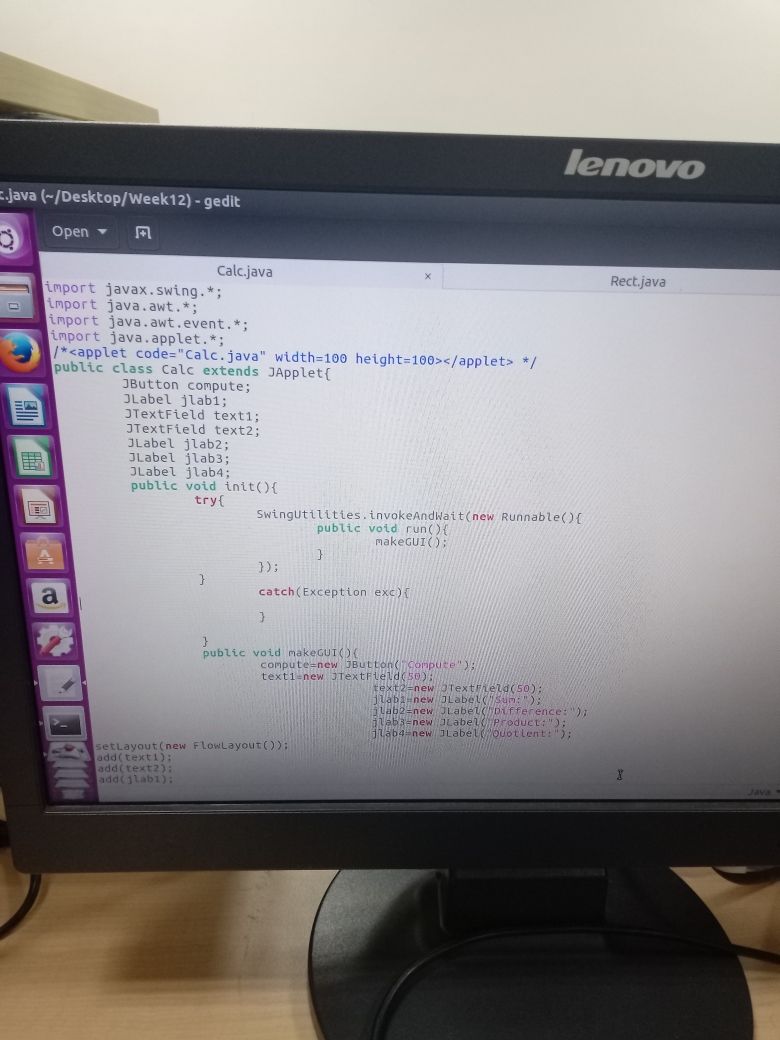 lenovo
c.java (~/Desktop/Week12) - gedit
Open
Calc.java × Rect.java
import javax.swing.*;
import java.awt.*;
import java.awt.event.*;
import java.applet.*;
/*<applet code="Calc.java" width=100 height=100></applet> */
public class Calc extends JApplet{
JButton compute;
JLabel jlab1;
JTextField text1;
JTextField text2;
JLabel jlab2;
JLabel jlab3;
JLabel jlab4;
public void init(){
try{
SwingUtilities.invokeAndWait(new Runnable(){
public void run(){
makeGUI();
}
});
}
catch(Exception exc){
}
}
public void makeGUI(){
compute=new JButton("Compute");
text1=new JTextField(50);
text2=new JTextField(50);
jlab1=new JLabel("Sum:");
jlab2=new JLabel("Difference:");
jlab3=new JLabel("Product:");
jlab4=new JLabel("Quotient:");
setLayout(new FlowLayout());
add(text1);
add(text2);
add(jlab1);
Java